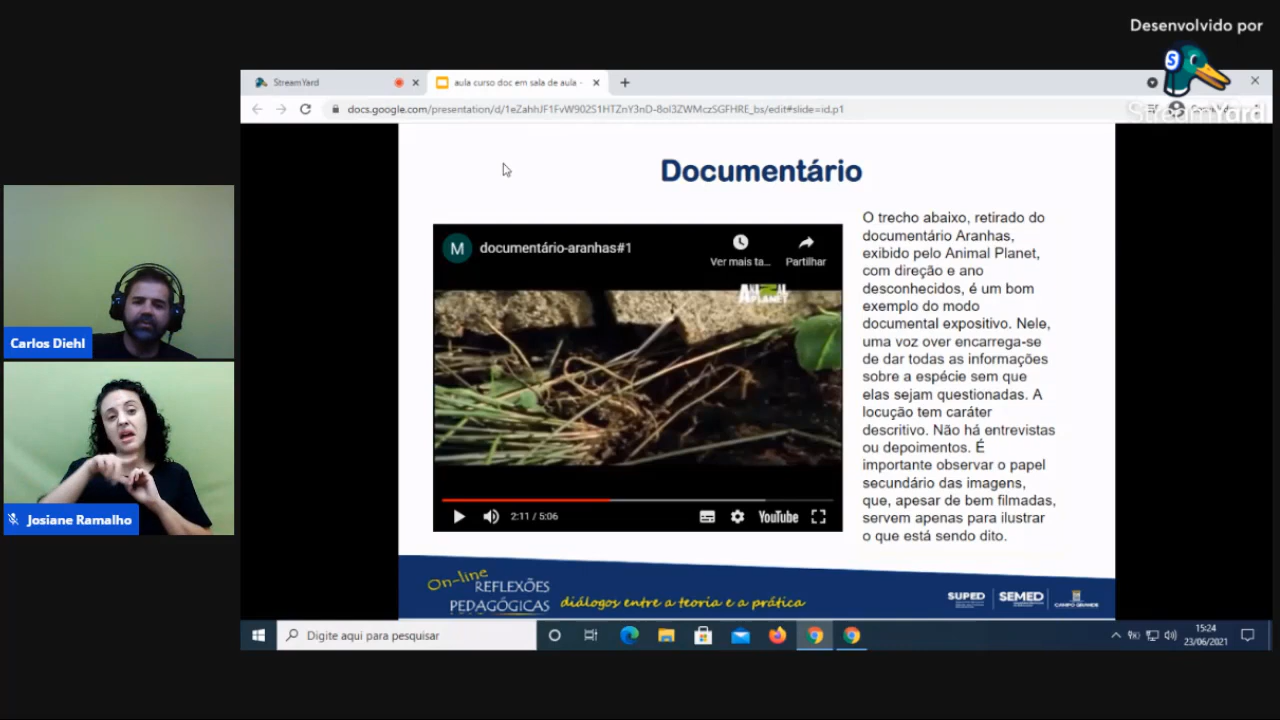 Desenvolvido por
StreamYard
StreamYard
aula curso doc em sala de aula -
docs.google.com/presentation/d/1eZahhJF1FvW902S1HTZnY3nD-8oI3ZWMczSGFHRE_bs/edit#slide=id.p1
Documentário
M
documentário-aranhas#1
Ver mais ta...
Partilhar
ANIMAL
PLANET
2:11 / 5:06
YouTube
O trecho abaixo, retirado do
documentário Aranhas,
exibido pelo Animal Planet,
com direção e ano
desconhecidos, é um bom
exemplo do modo
documental expositivo. Nele,
uma voz over encarrega-se
de dar todas as informações
sobre a espécie sem que
elas sejam questionadas. A
locução tem caráter
descritivo. Não há entrevistas
ou depoimentos. É
importante observar o papel
secundário das imagens,
que, apesar de bem filmadas,
servem apenas para ilustrar
o que está sendo dito.
Carlos Diehl
Josiane Ramalho
On-line
REFLEXÕES
PEDAGÓGICAS
diálogos entre a teoria e a prática
SUPED
SEMED
CAMPO GRANDE
Digite aqui para pesquisar
15:24
23/06/2021